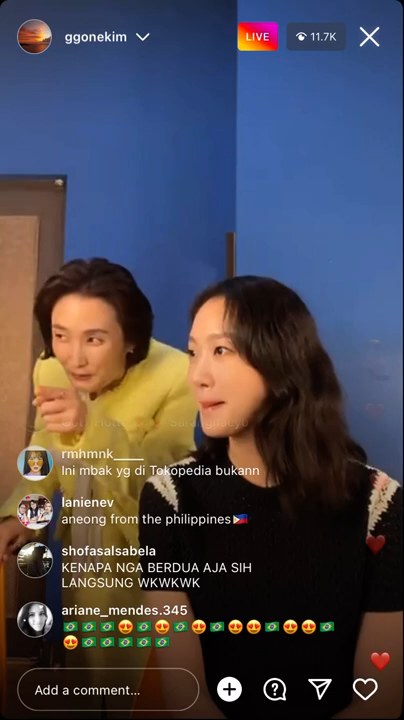 ggonekim
LIVE
11.7K
rmhmnk_____
Ini mbak yg di Tokopedia bukann
lanienev
aneong from the philippines🇵🇭
shofasalsabela
KENAPA NGA BERDUA AJA SIH
LANGSUNG WKWKWK
ariane_mendes.345
🇧🇷🇧🇷🇧🇷😍🇧🇷😍🇧🇷😍🇧🇷😍😍🇧🇷😍😍🇧🇷
😍🇧🇷🇧🇷🇧🇷🇧🇷🇧🇷
Add a comment...